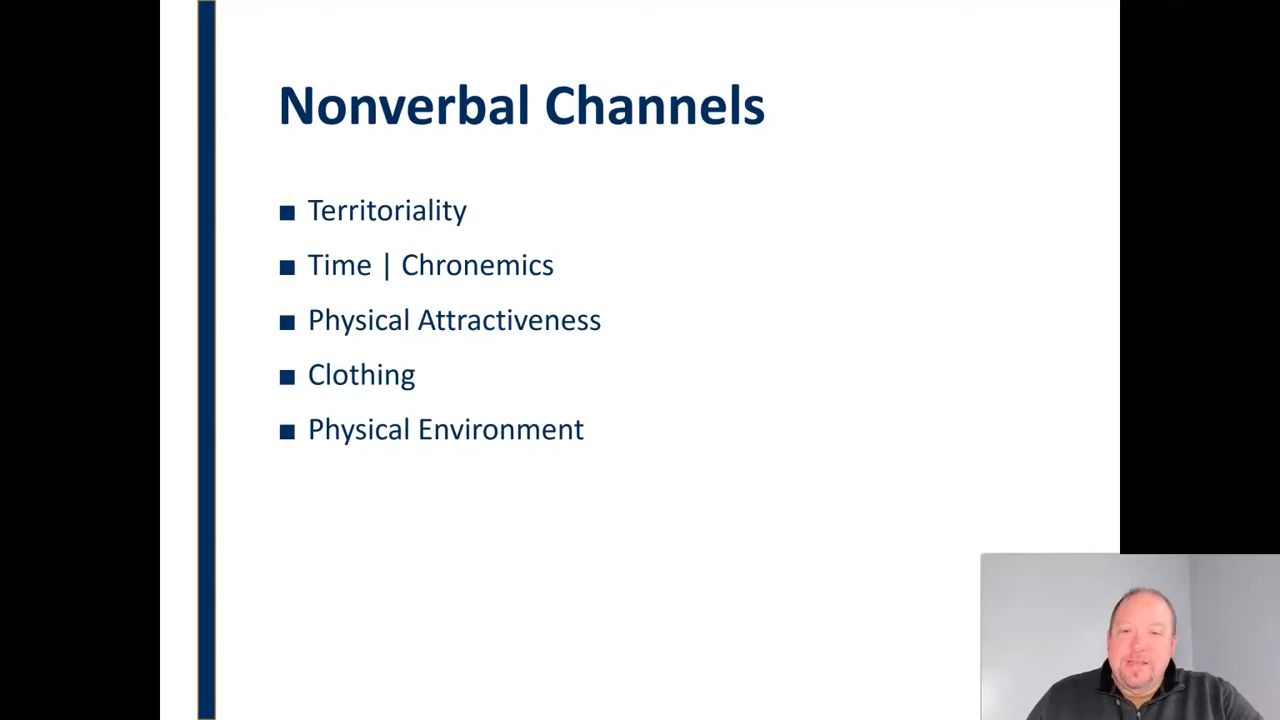 Nonverbal Channels
■ Territoriality
■ Time | Chronemics
■ Physical Attractiveness
■ Clothing
■ Physical Environment